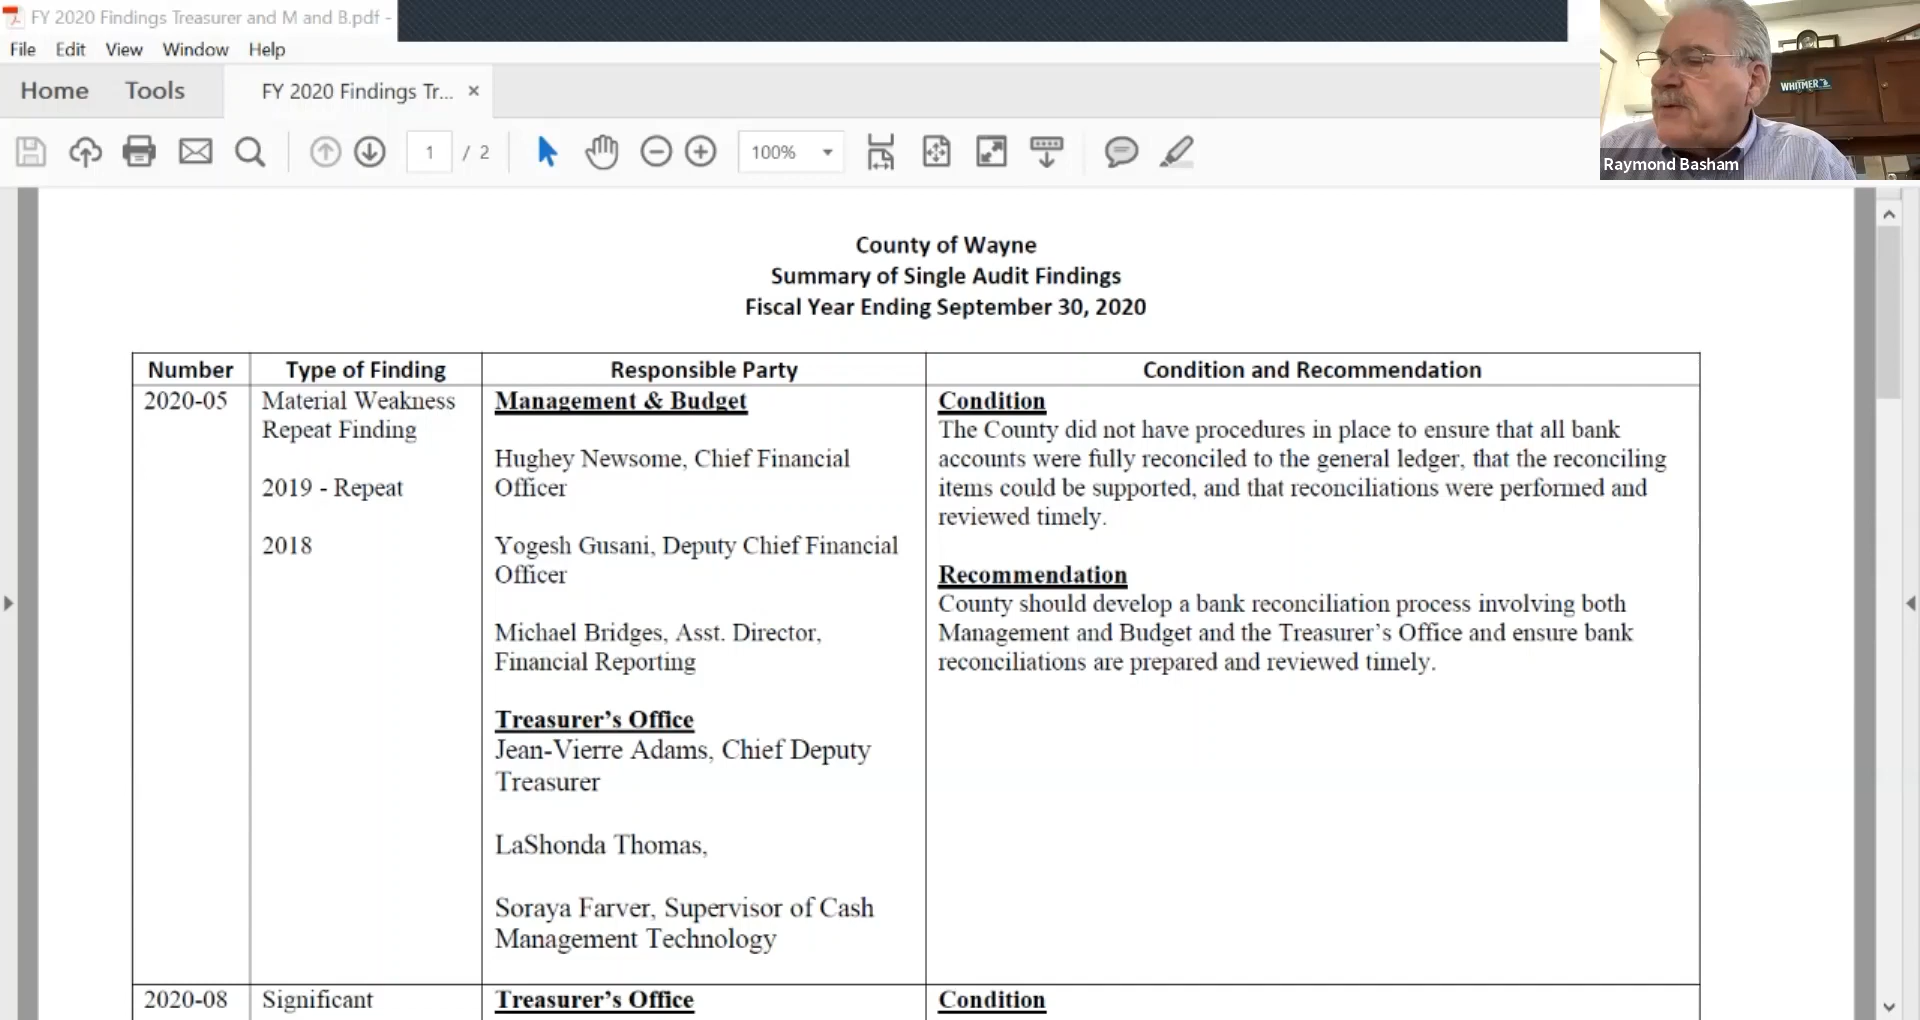 FY 2020 Findings Treasurer and M and B.pdf -
File Edit View Window Help
Home Tools FY 2020 Findings Tr... ×
1 / 2 100%
WHITMER
Raymond Basham
County of Wayne
Summary of Single Audit Findings
Fiscal Year Ending September 30, 2020
Number Type of Finding Responsible Party Condition and Recommendation
2020-05
Material Weakness
Repeat Finding
2019 - Repeat
2018
Management & Budget
Hughey Newsome, Chief Financial
Officer
Yogesh Gusani, Deputy Chief Financial
Officer
Michael Bridges, Asst. Director,
Financial Reporting
Treasurer's Office
Jean-Vierre Adams, Chief Deputy
Treasurer
LaShonda Thomas,
Soraya Farver, Supervisor of Cash
Management Technology
Condition
The County did not have procedures in place to ensure that all bank
accounts were fully reconciled to the general ledger, that the reconciling
items could be supported, and that reconciliations were performed and
reviewed timely.
Recommendation
County should develop a bank reconciliation process involving both
Management and Budget and the Treasurer's Office and ensure bank
reconciliations are prepared and reviewed timely.
2020-08 Significant Treasurer's Office Condition